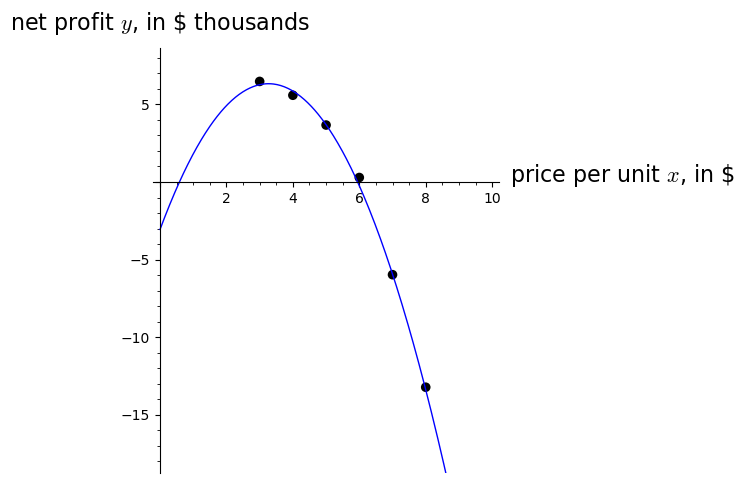 net profit y, in $ thousands
5
price per unit x, in $
2 4 6 8 10
−5
−10
−15